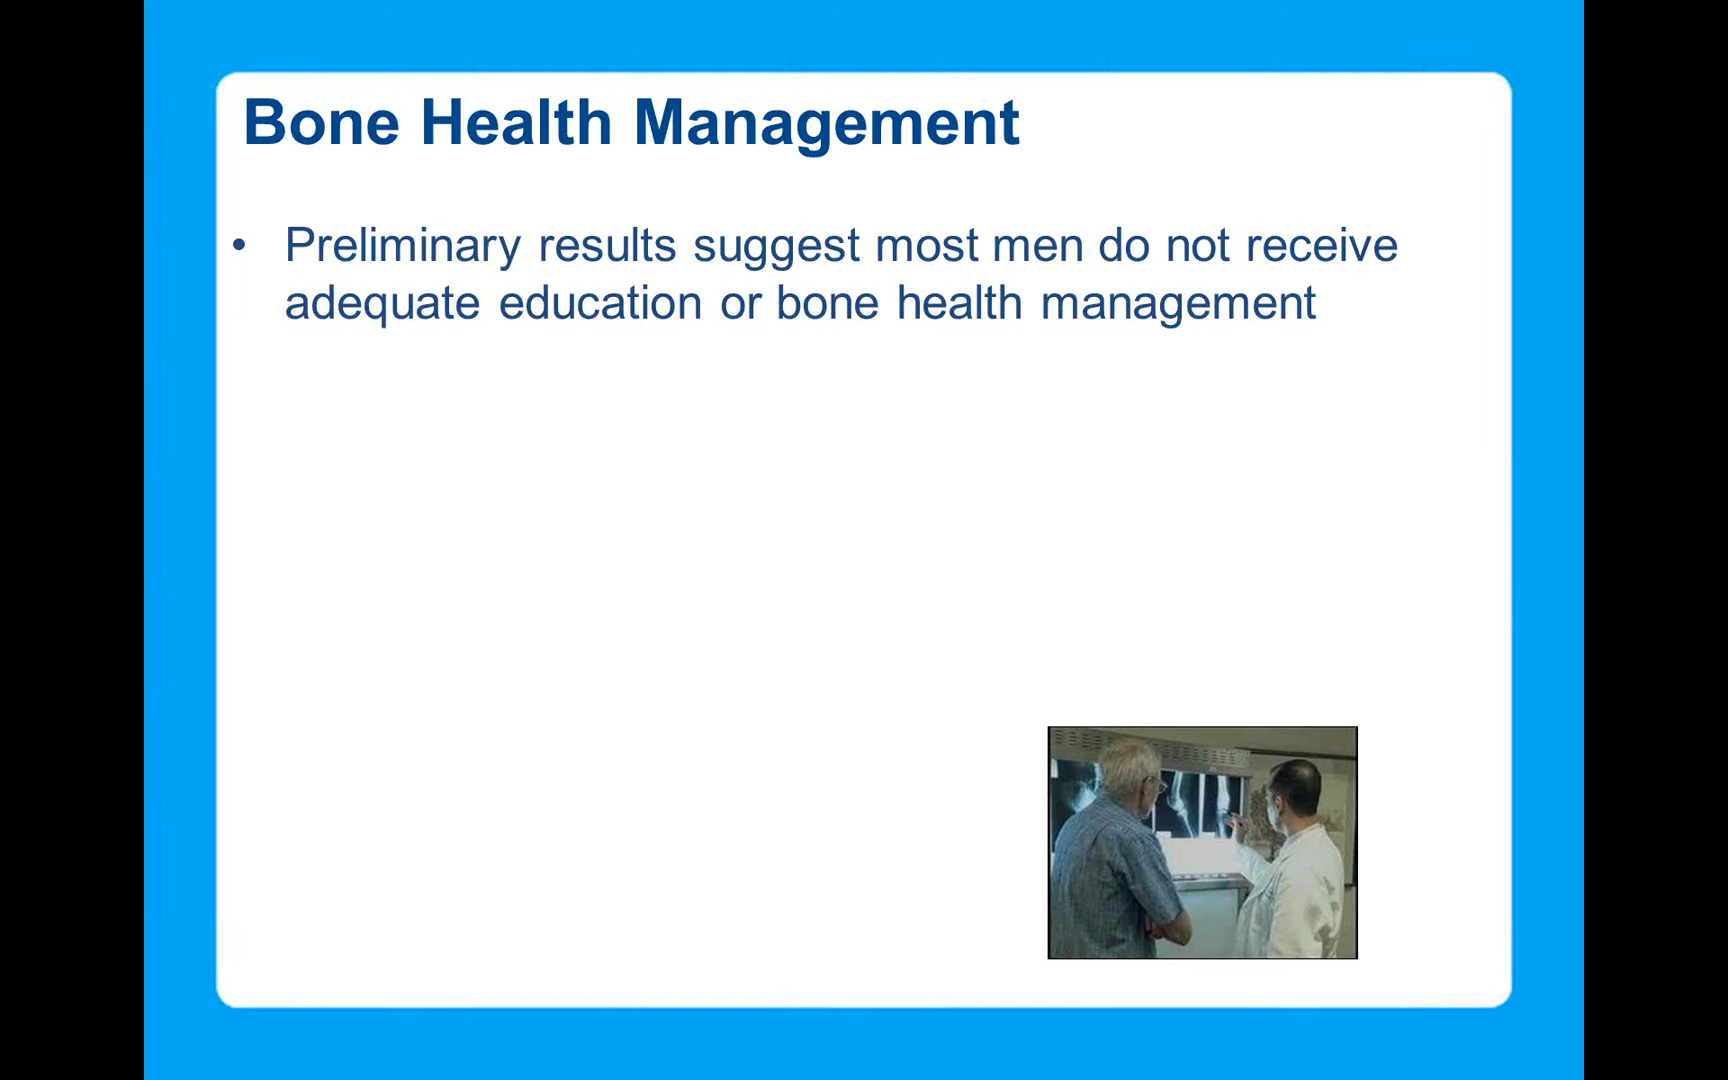 Bone Health Management
• Preliminary results suggest most men do not receive
adequate education or bone health management